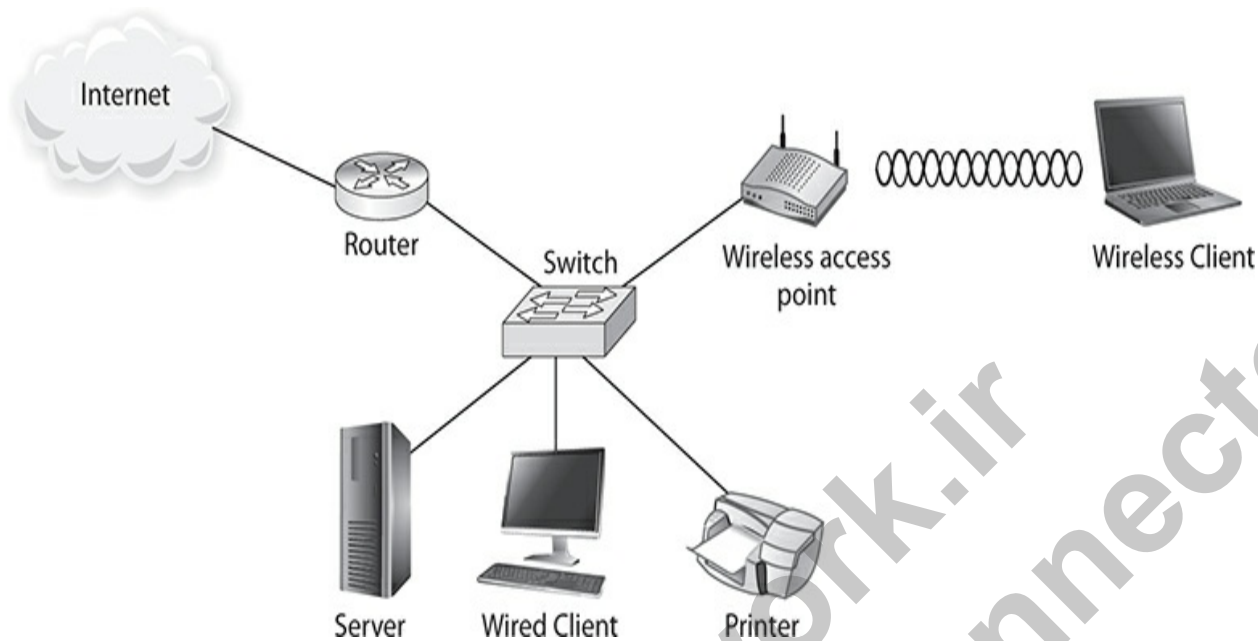 Internet
Router
Switch
Wireless access
point
Wireless Client
Server
Wired Client
Printer